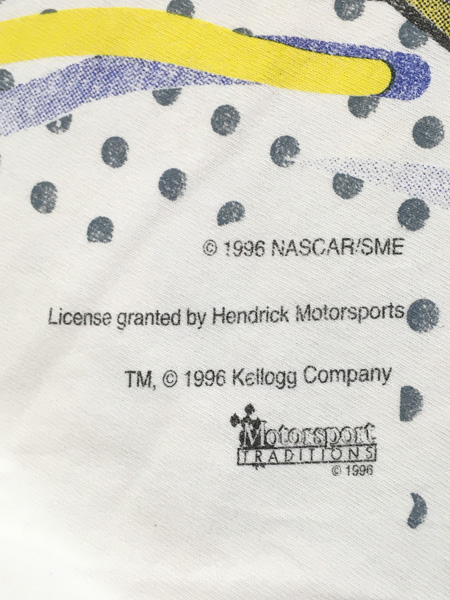 © 1996 NASCAR/SME
License granted by Hendrick Motorsports
TM, © 1996 Kellogg Company
Motorsport
TRADITIONS
© 1996